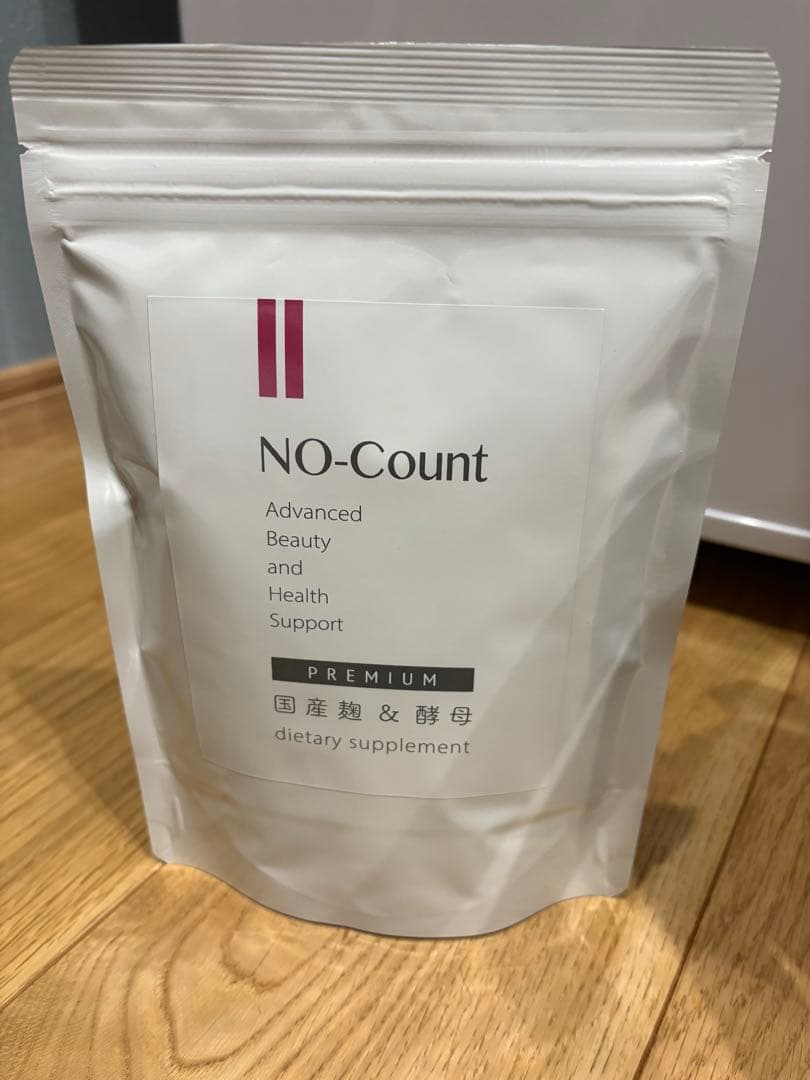 NO-Count
Advanced
Beauty
and
Health
Support
PREMIUM
国産麹 & 酵母
dietary supplement